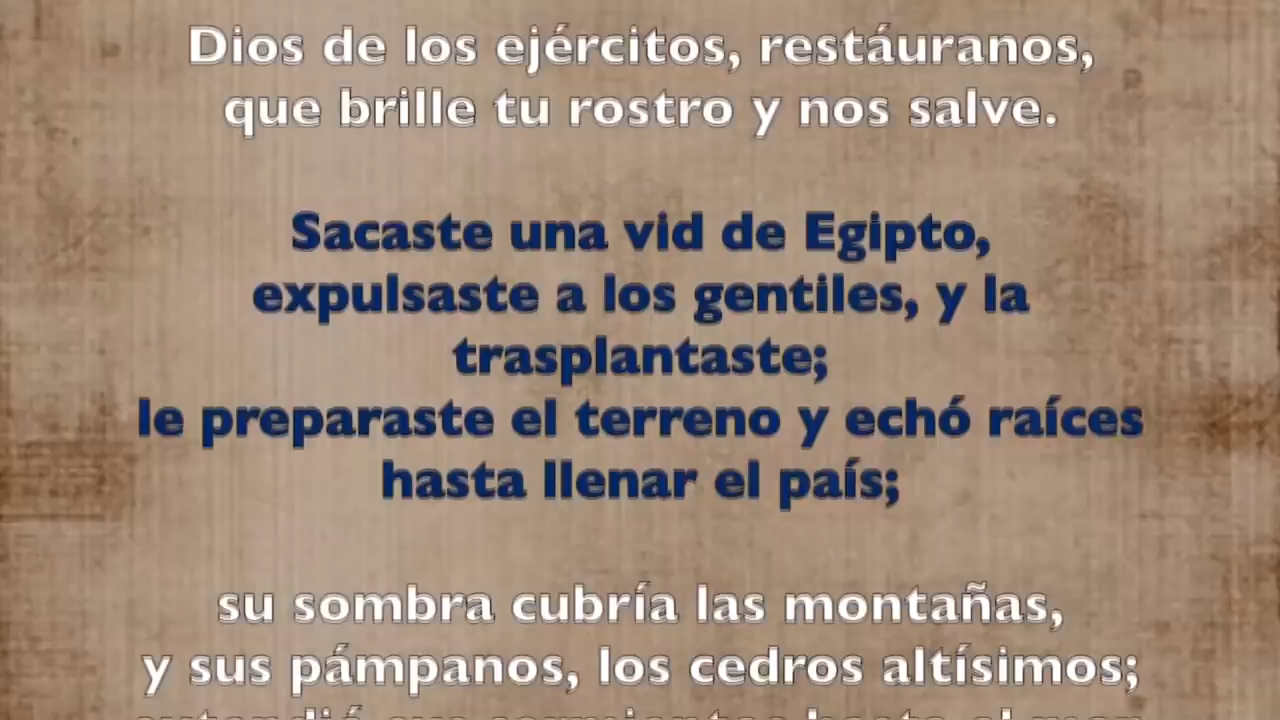 Dios de los ejércitos, restáuranos,
que brille tu rostro y nos salve.
Sacaste una vid de Egipto,
expulsaste a los gentiles, y la
trasplantaste;
le preparaste el terreno y echó raíces
hasta llenar el país;
su sombra cubría las montañas,
y sus pámpanos, los cedros altísimos;